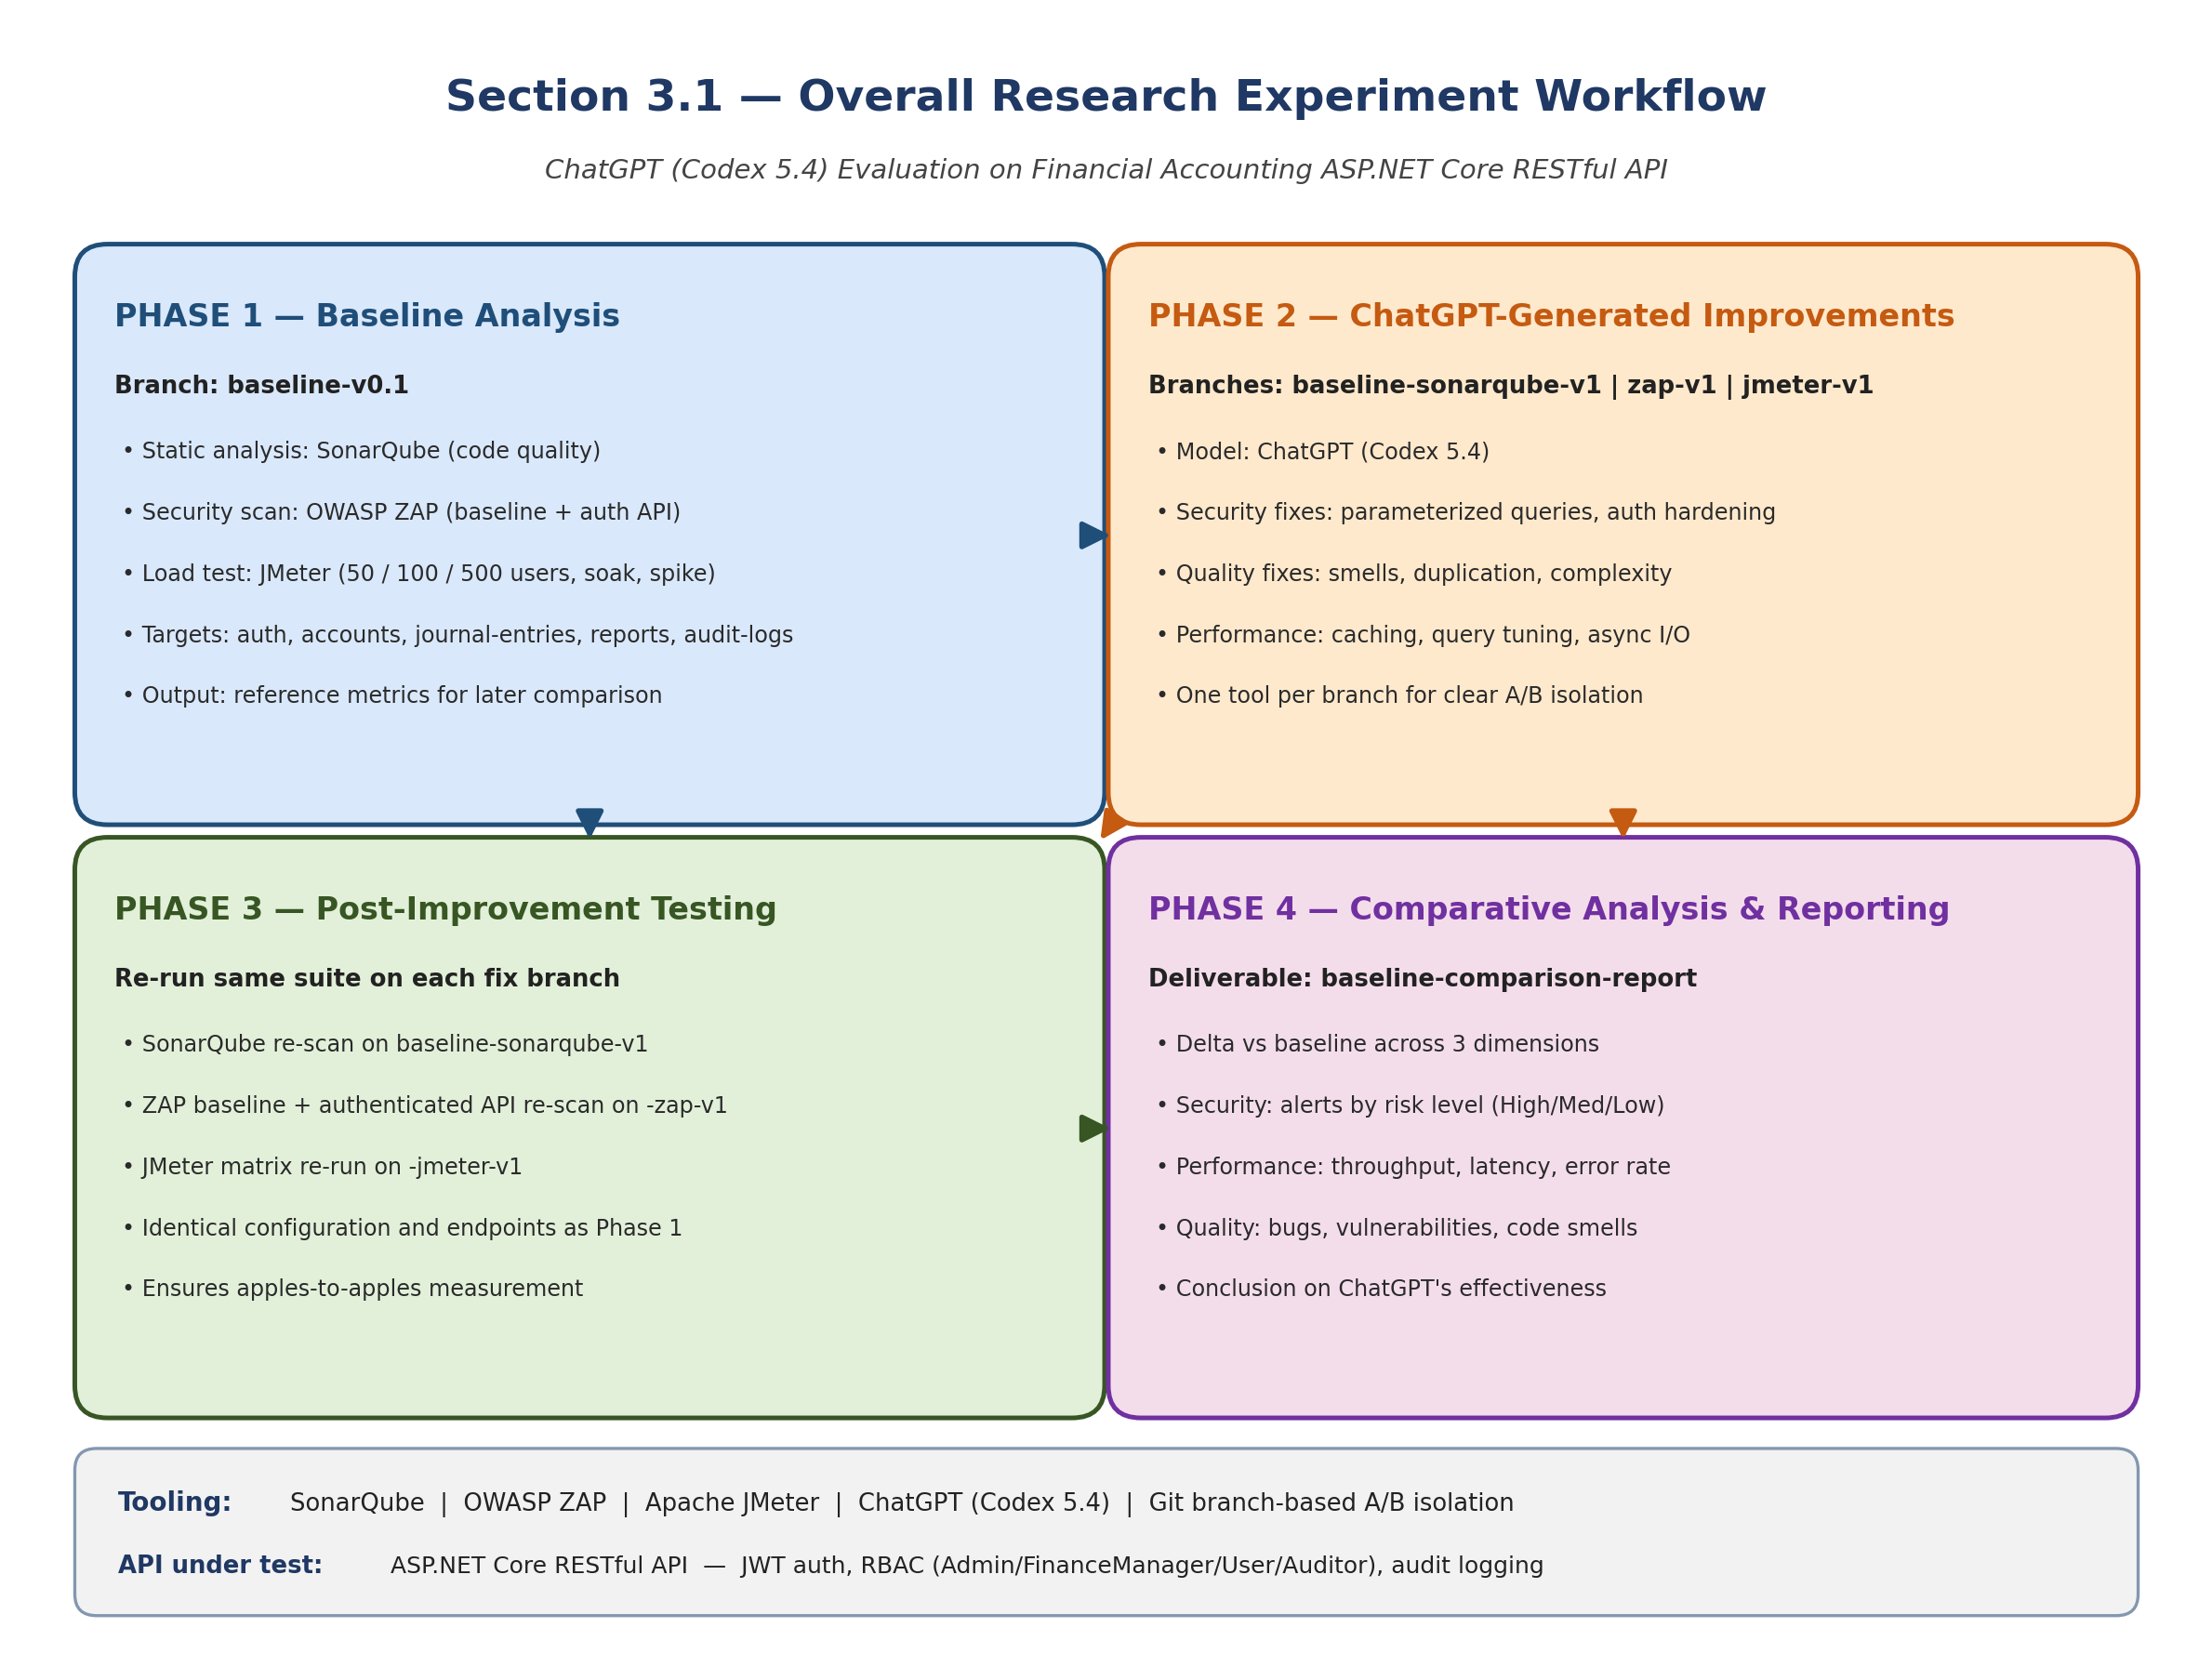 Section 3.1 — Overall Research Experiment Workflow
ChatGPT (Codex 5.4) Evaluation on Financial Accounting ASP.NET Core RESTful API
PHASE 1 — Baseline Analysis
Branch: baseline-v0.1
• Static analysis: SonarQube (code quality)
• Security scan: OWASP ZAP (baseline + auth API)
• Load test: JMeter (50 / 100 / 500 users, soak, spike)
• Targets: auth, accounts, journal-entries, reports, audit-logs
• Output: reference metrics for later comparison
PHASE 2 — ChatGPT-Generated Improvements
Branches: baseline-sonarqube-v1 | zap-v1 | jmeter-v1
• Model: ChatGPT (Codex 5.4)
• Security fixes: parameterized queries, auth hardening
• Quality fixes: smells, duplication, complexity
• Performance: caching, query tuning, async I/O
• One tool per branch for clear A/B isolation
PHASE 3 — Post-Improvement Testing
Re-run same suite on each fix branch
• SonarQube re-scan on baseline-sonarqube-v1
• ZAP baseline + authenticated API re-scan on -zap-v1
• JMeter matrix re-run on -jmeter-v1
• Identical configuration and endpoints as Phase 1
• Ensures apples-to-apples measurement
PHASE 4 — Comparative Analysis & Reporting
Deliverable: baseline-comparison-report
• Delta vs baseline across 3 dimensions
• Security: alerts by risk level (High/Med/Low)
• Performance: throughput, latency, error rate
• Quality: bugs, vulnerabilities, code smells
• Conclusion on ChatGPT's effectiveness
Tooling: SonarQube | OWASP ZAP | Apache JMeter | ChatGPT (Codex 5.4) | Git branch-based A/B isolation
API under test: ASP.NET Core RESTful API — JWT auth, RBAC (Admin/FinanceManager/User/Auditor), audit logging